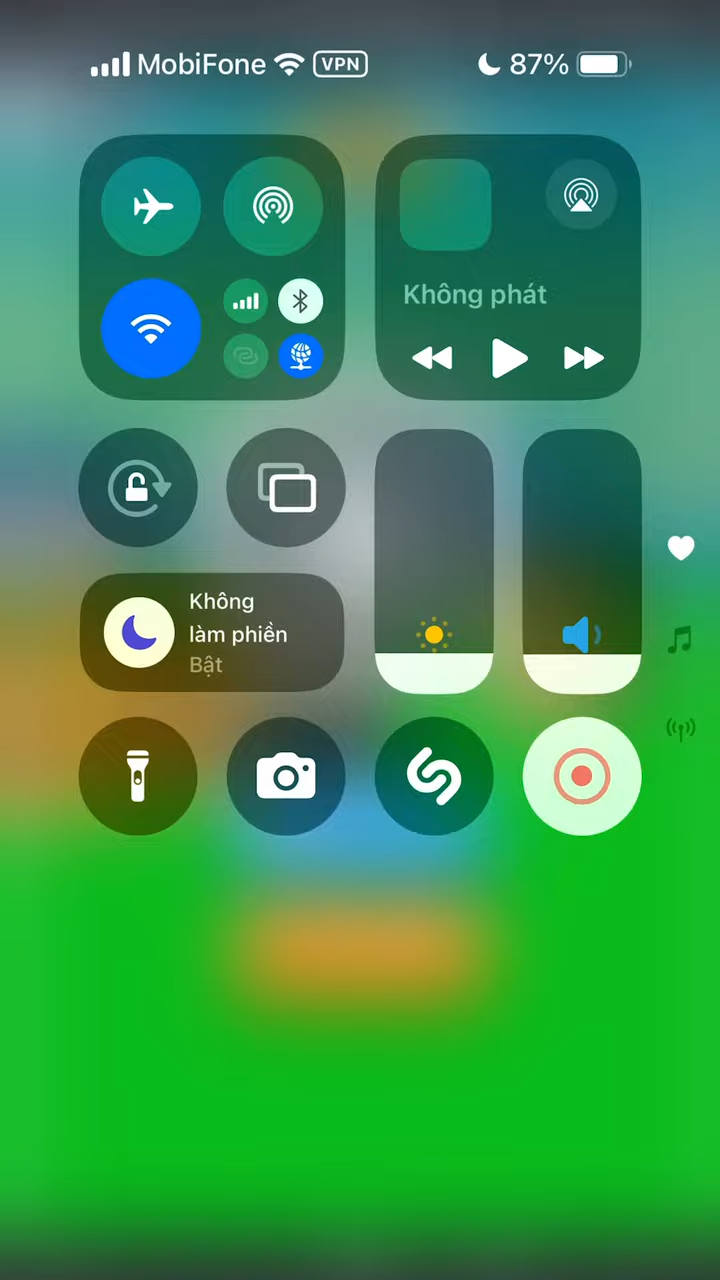 MobiFone VPN 87%
Không phát
Không
làm phiền
Bật